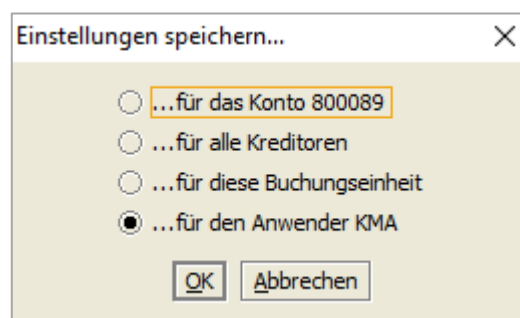 Einstellungen speichern...
...für das Konto 800089
...für alle Kreditoren
...für diese Buchungseinheit
...für den Anwender KMA
OK Abbrechen